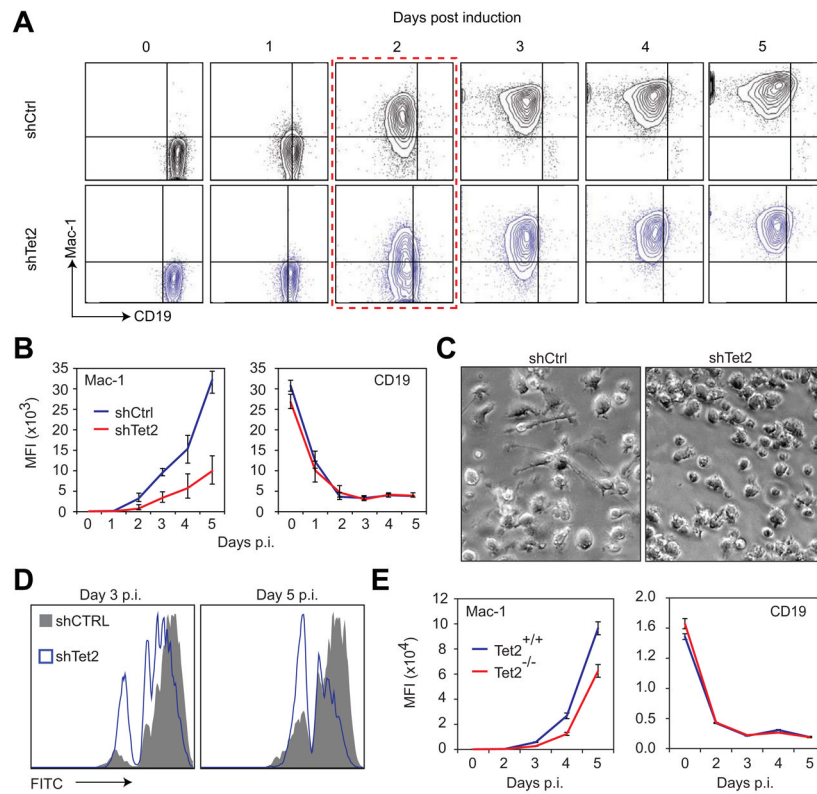 A
Days post induction
0 1 2 3 4 5
shCtrl
shTet2
Mac-1
CD19
B
Mac-1
shCtrl
shTet2
MFI (x10³)
35
30
25
20
15
10
5
0
0 1 2 3 4 5
Days p.i.
CD19
35
30
25
20
15
10
5
0
0 1 2 3 4 5
Days p.i.
C
shCtrl shTet2
D
Day 3 p.i. Day 5 p.i.
shCTRL
shTet2
FITC
E
Mac-1
Tet2+/+
Tet2-/-
MFI (x10⁴)
12
10
8
6
4
2
0
0 2 3 4 5
Days p.i.
CD19
2.0
1.6
1.2
1.6
0.5
0.0
0 2 3 4 5
Days p.i.